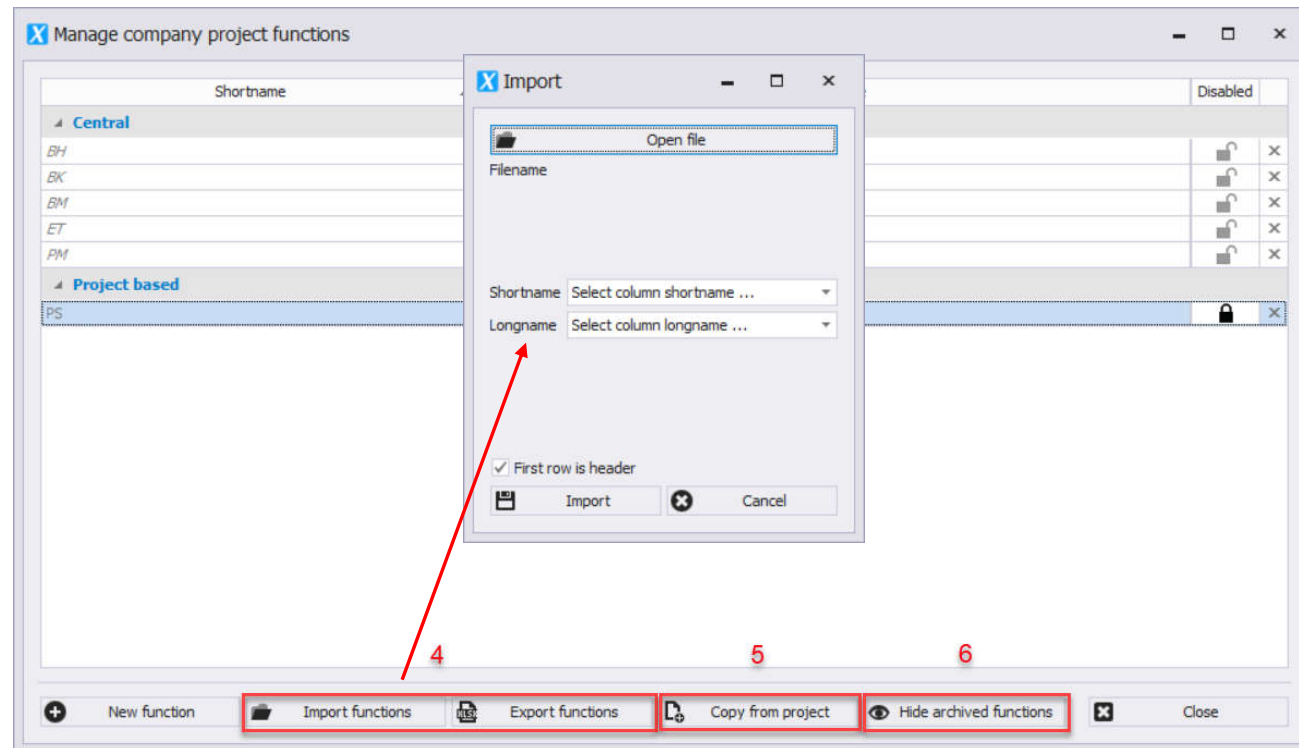 Manage company project functions
Shortname
Disabled
Central
BH
BK
BM
ET
PM
Project based
PS
Import
Open file
Filename
Shortname Select column shortname ...
Longname Select column longname ...
First row is header
Import Cancel
4 5 6
New function Import functions XLSX Export functions Copy from project Hide archived functions Close